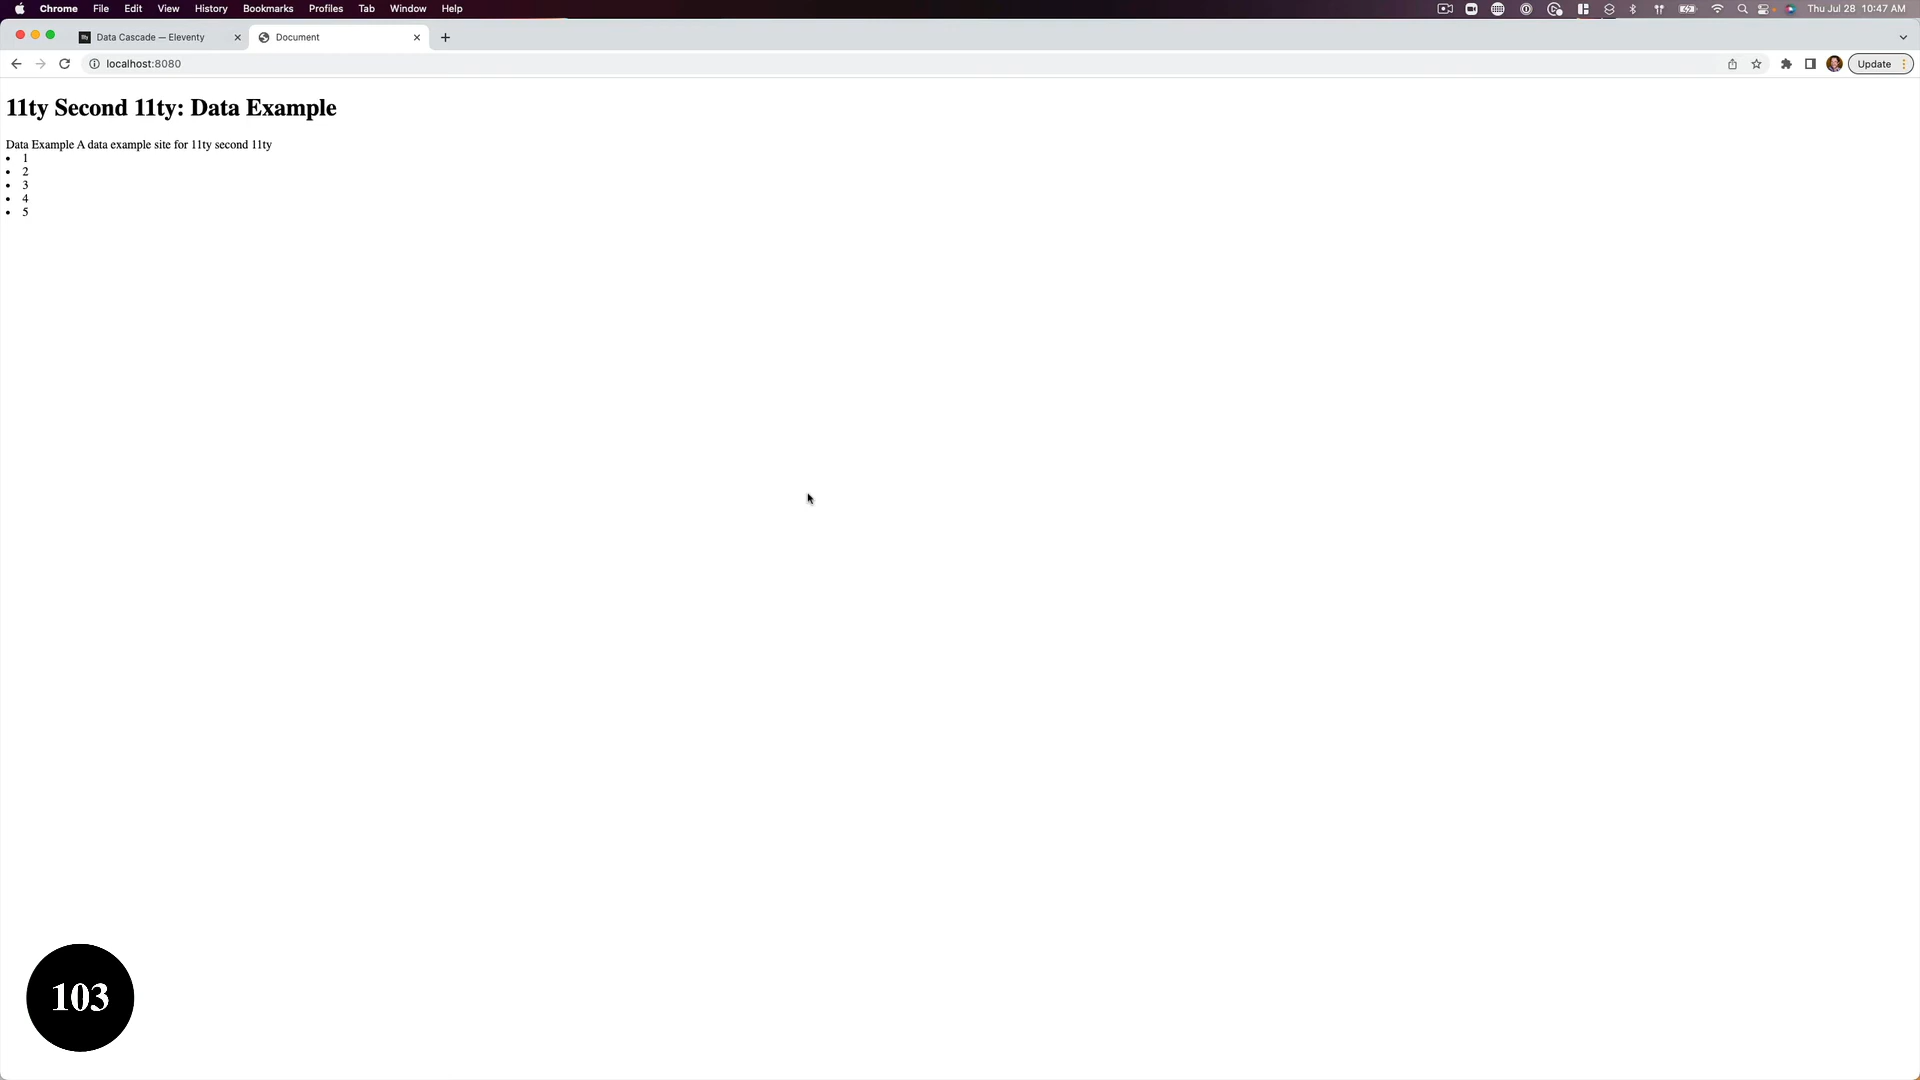 Chrome File Edit View History Bookmarks Profiles Tab Window Help Thu Jul 28 10:47 AM
Data Cascade — Eleventy Document
localhost:8080 Update
11ty Second 11ty: Data Example
Data Example A data example site for 11ty second 11ty
1
2
3
4
5
103